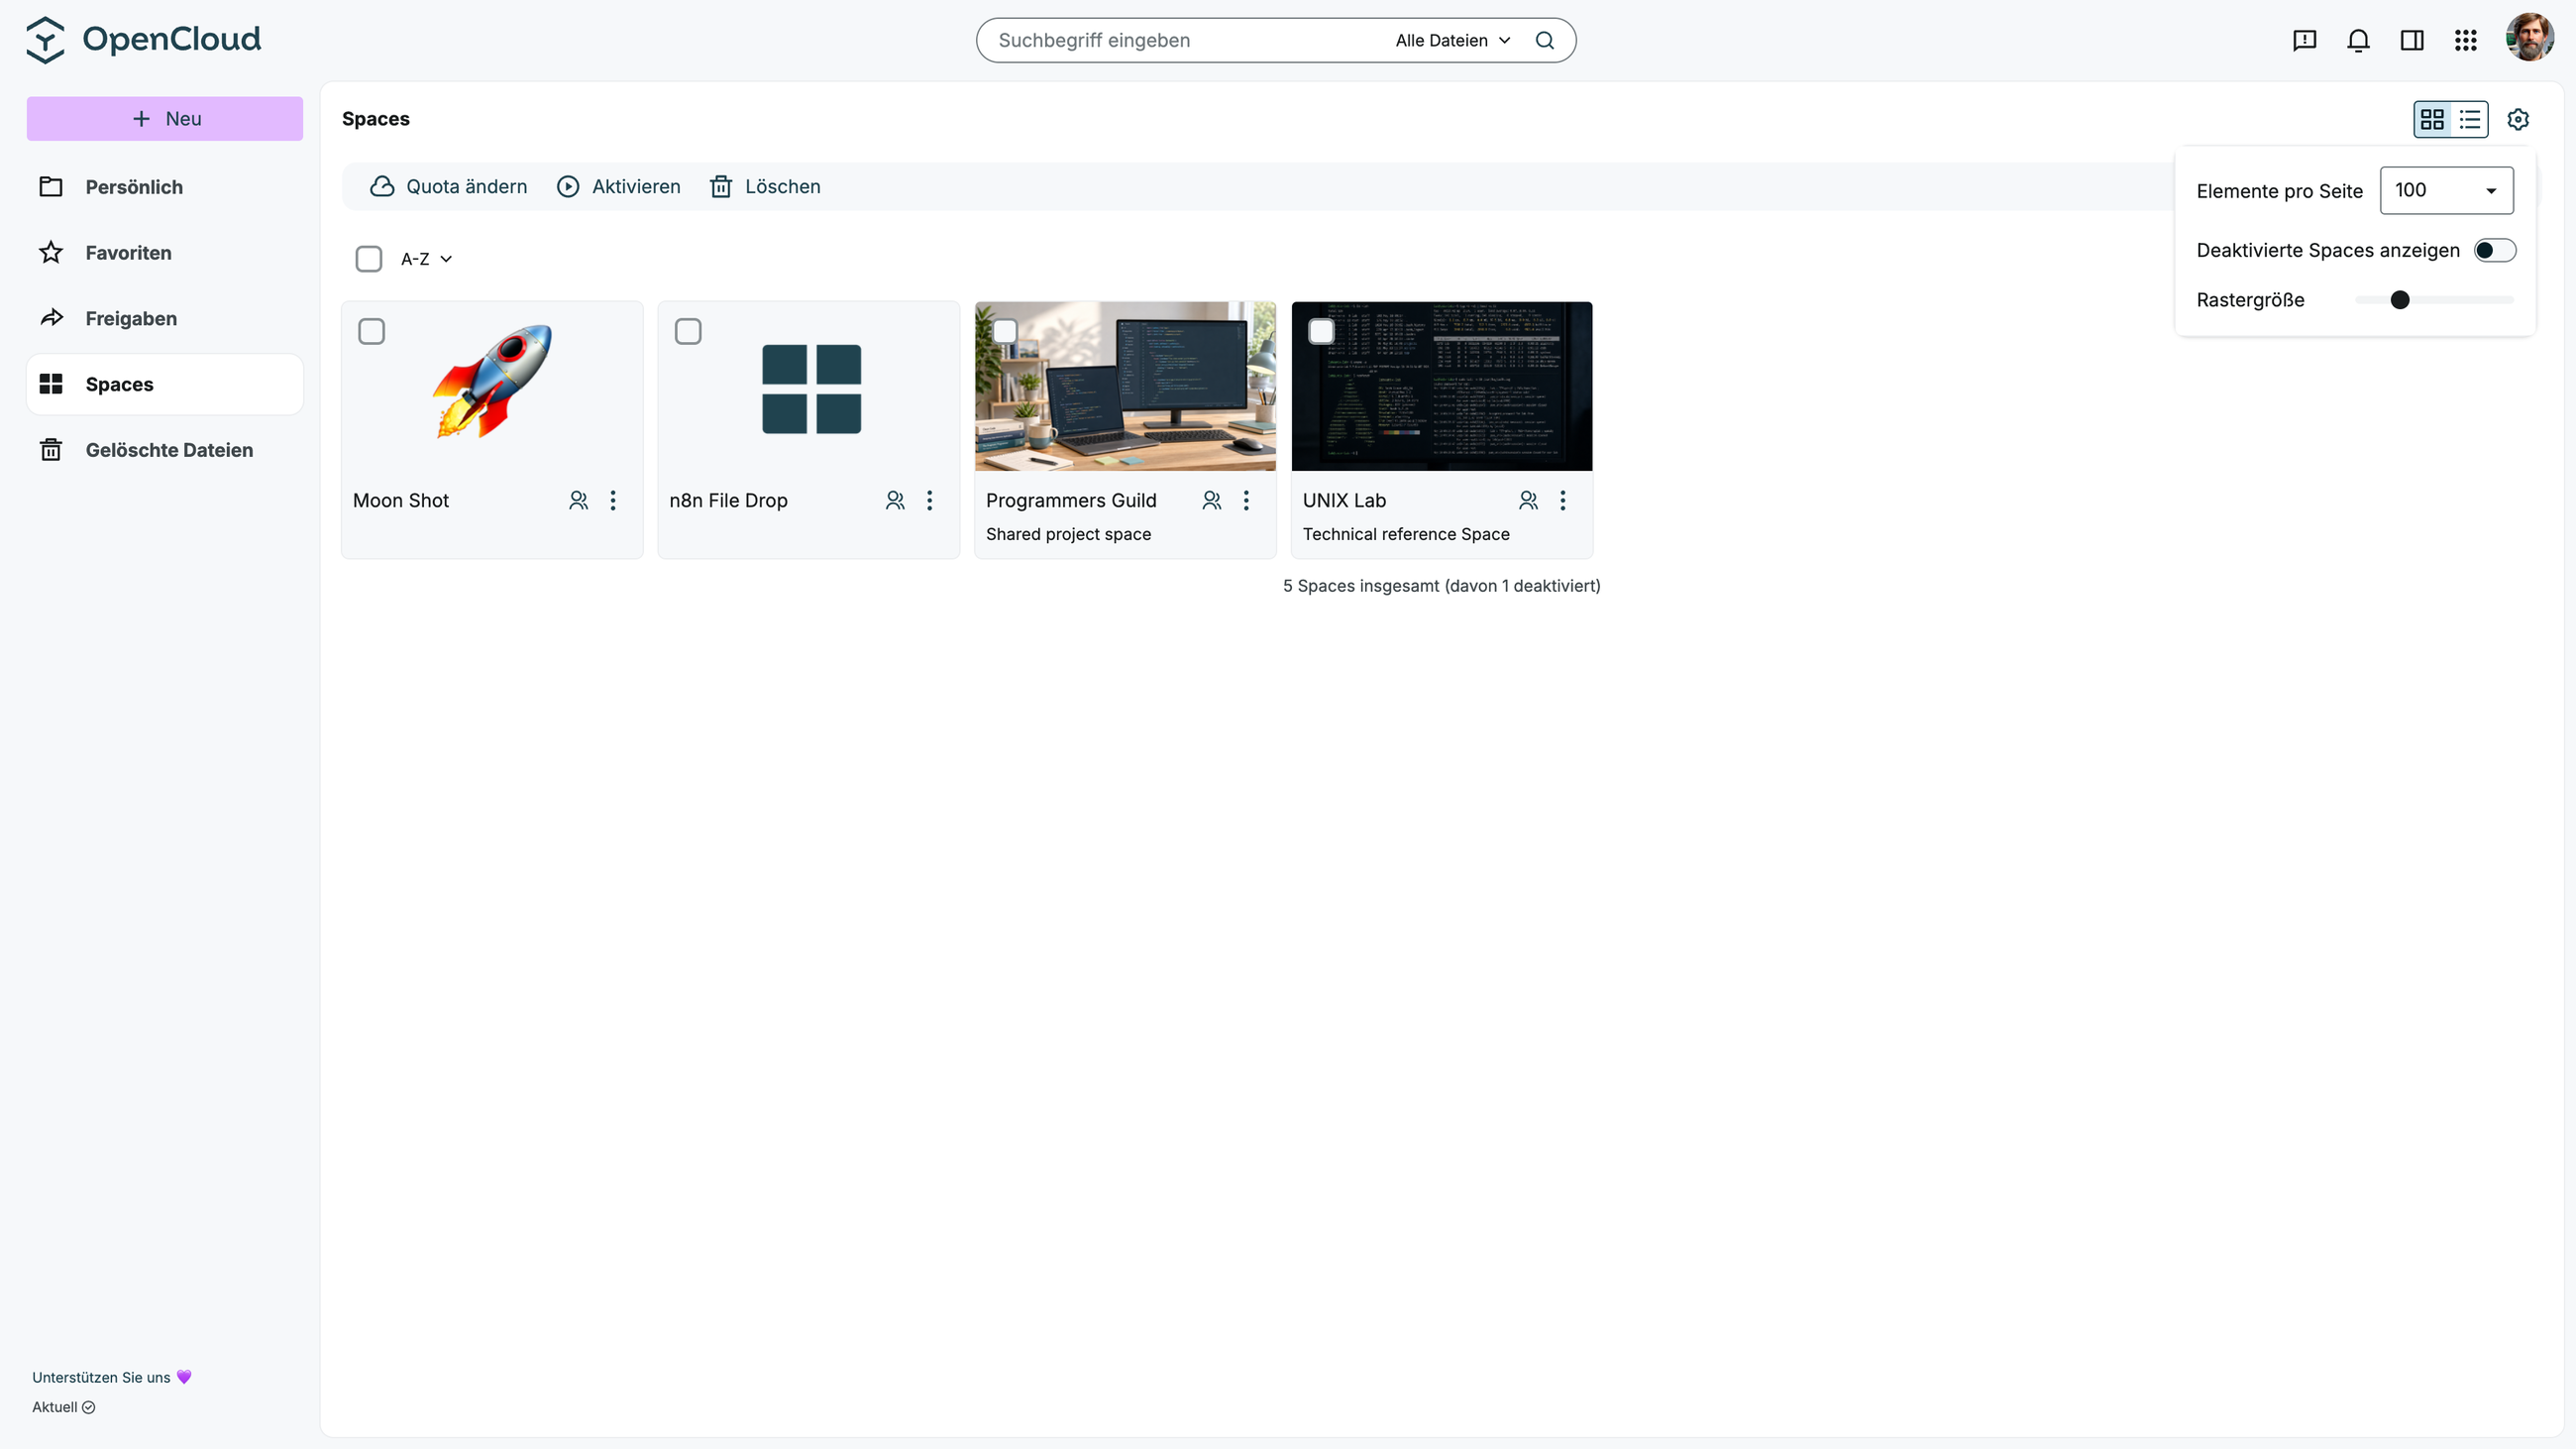 OpenCloud
Suchbegriff eingeben
Alle Dateien
Neu
Persönlich
Favoriten
Freigaben
Spaces
Gelöschte Dateien
Spaces
Quota ändern
Aktivieren
Löschen
Elemente pro Seite
100
Deaktivierte Spaces anzeigen
Rastergröße
A-Z
Moon Shot
n8n File Drop
Programmers Guild
Shared project space
UNIX Lab
Technical reference Space
5 Spaces insgesamt (davon 1 deaktiviert)
Unterstützen Sie uns 💜
Aktuell